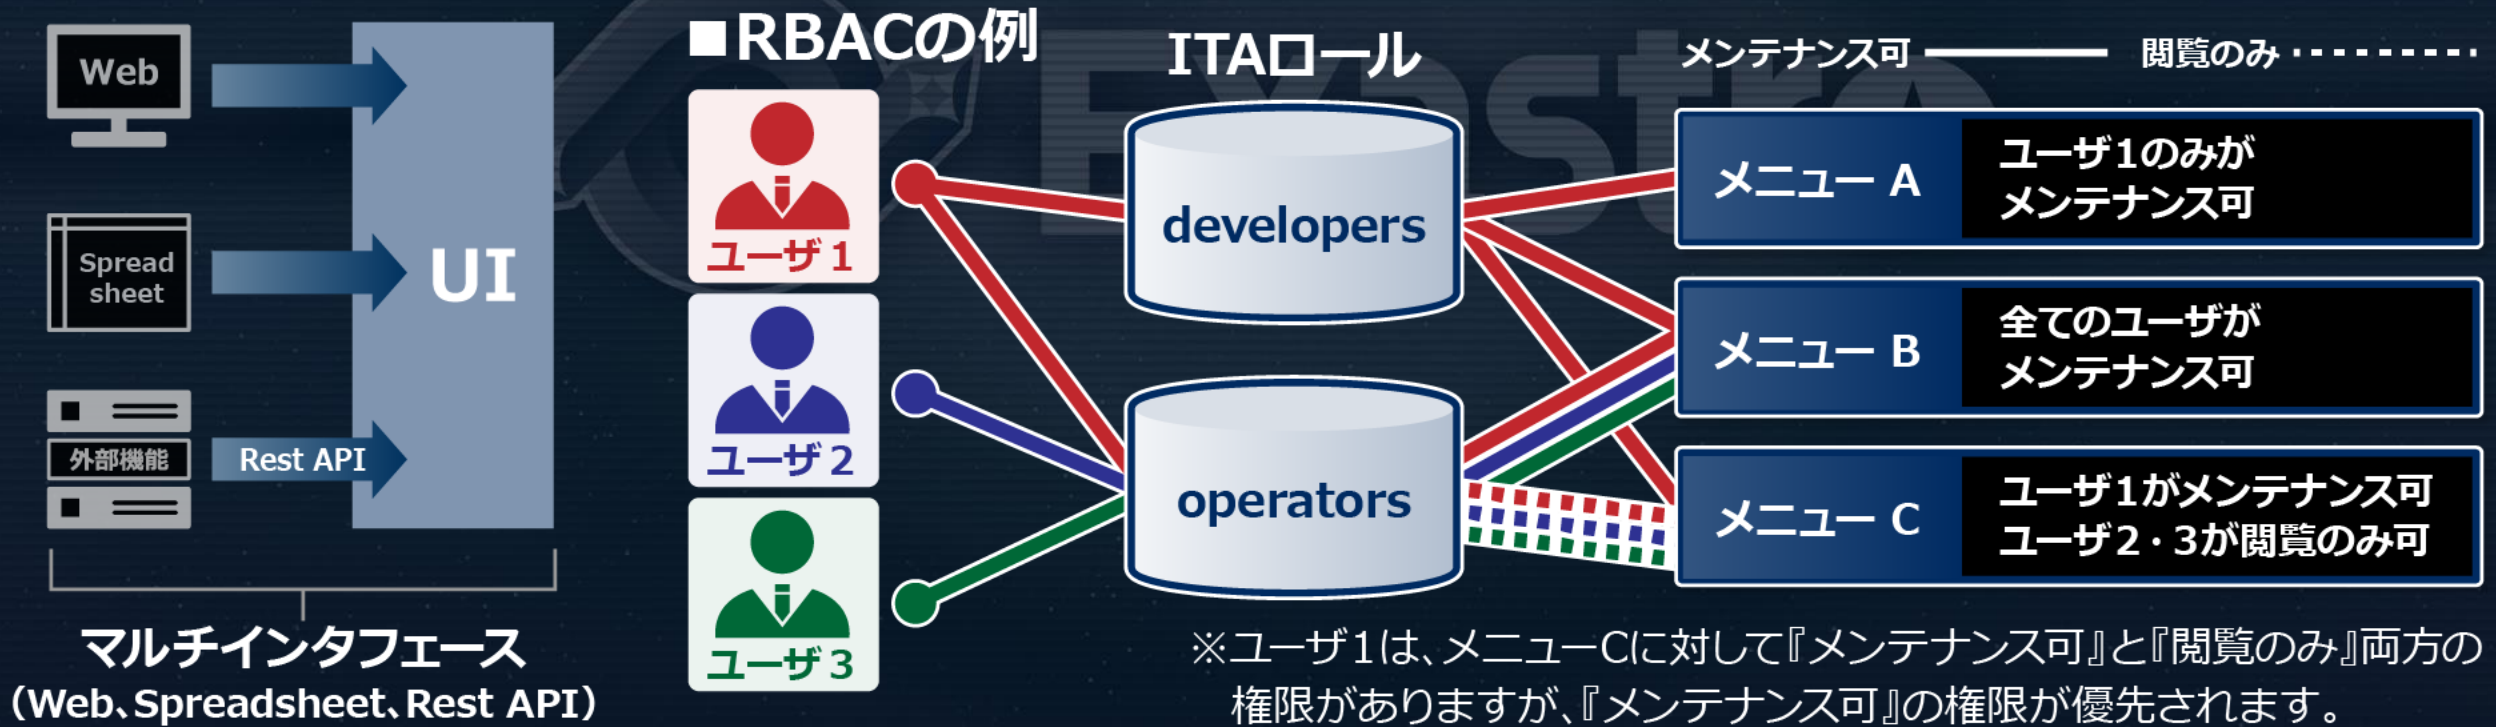 Web
Spread
sheet
外部機能
Rest API
UI
マルチインタフェース
(Web、Spreadsheet、Rest API)
■RBACの例
ユーザ1
ユーザ2
ユーザ3
ITAロール
developers
operators
メンテナンス可
閲覧のみ
メニュー A
ユーザ1のみが
メンテナンス可
メニュー B
全てのユーザが
メンテナンス可
メニュー C
ユーザ1がメンテナンス可
ユーザ2・3が閲覧のみ可
※ユーザ1は、メニューCに対して『メンテナンス可』と『閲覧のみ』両方の
権限がありますが、『メンテナンス可』の権限が優先されます。
Exastro